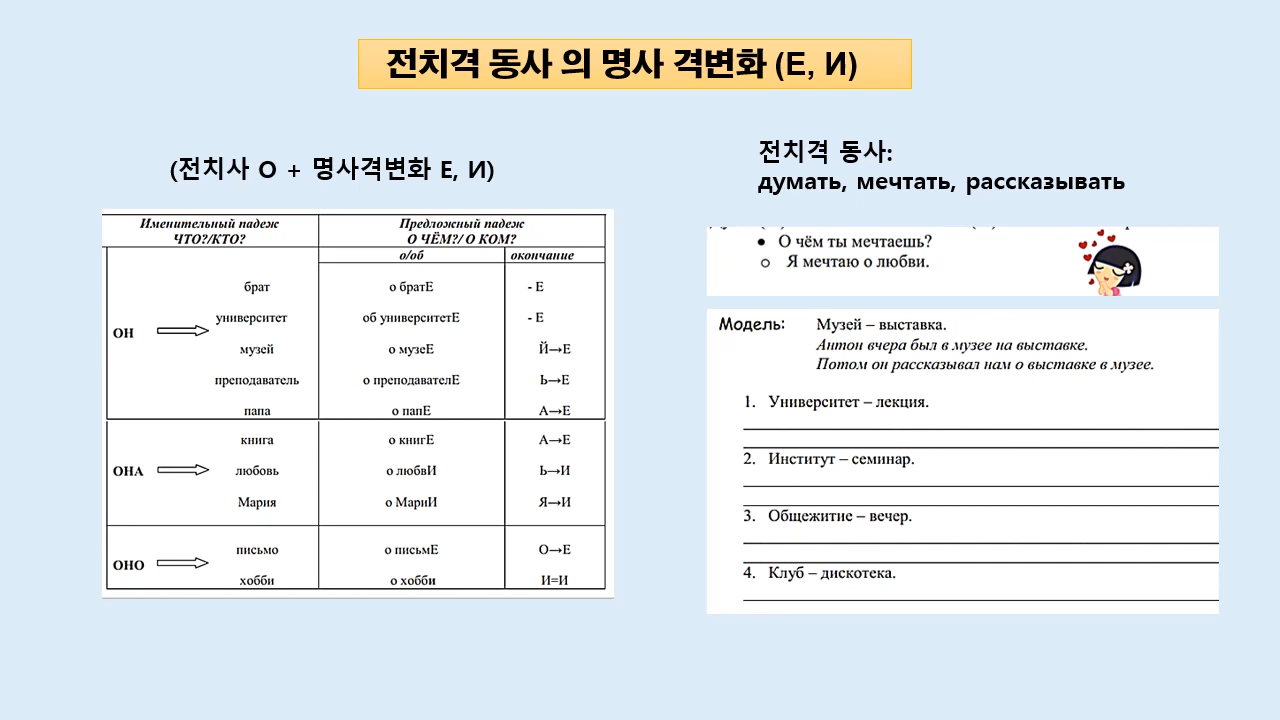 전치격 동사 의 명사 격변화 (Е, И)
(전치사 О + 명사격변화 Е, И)
Именительный падеж
ЧТО?/КТО?
Предложный падеж
О ЧЁМ?/ О КОМ?
о/об
окончание
ОН
брат
о братЕ
- Е
университет
об университетЕ
- Е
музей
о музеЕ
Й→Е
преподаватель
о преподавателЕ
Ь→Е
папа
о папЕ
А→Е
ОНА
книга
о книгЕ
А→Е
любовь
о любвИ
Ь→И
Мария
о МариИ
Я→И
ОНО
письмо
о письмЕ
О→Е
хобби
о хобби
И=И
전치격 동사:
думать, мечтать, рассказывать
• О чём ты мечтаешь?
○ Я мечтаю о любви.
Модель: Музей – выставка.
Антон вчера был в музее на выставке.
Потом он рассказывал нам о выставке в музее.
1. Университет – лекция.
2. Институт – семинар.
3. Общежитие – вечер.
4. Клуб – дискотека.